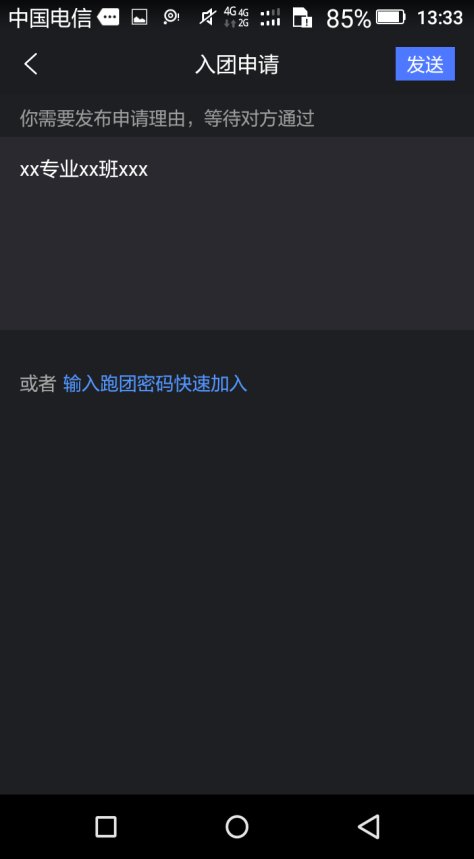 中国电信 4G 4G 2G 85% 13:33
入团申请 发送
你需要发布申请理由，等待对方通过
xx专业xx班xxx
或者 输入跑团密码快速加入